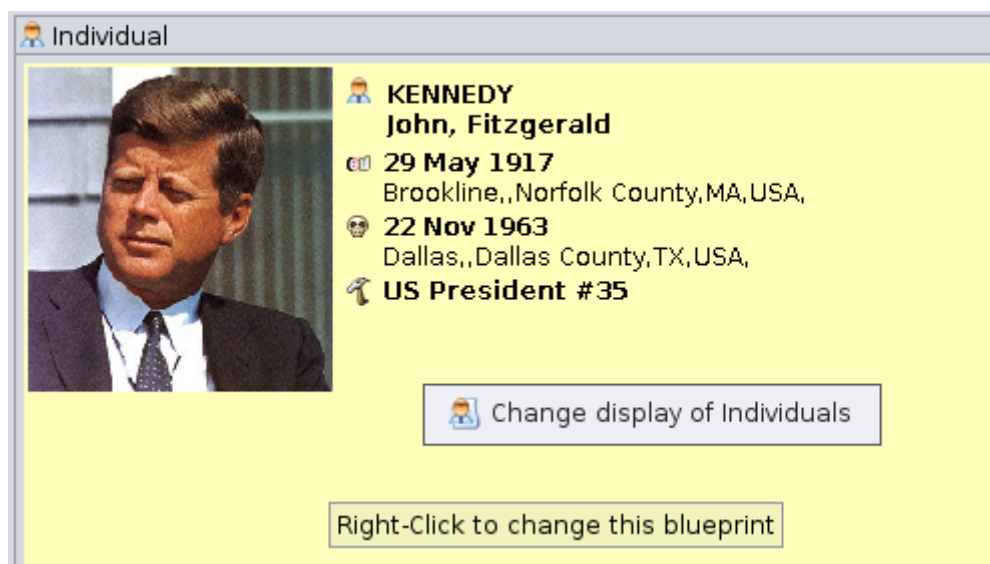 Individual
KENNEDY
John, Fitzgerald
29 May 1917
Brookline,,Norfolk County,MA,USA,
22 Nov 1963
Dallas,,Dallas County,TX,USA,
US President #35
Change display of Individuals
Right-Click to change this blueprint